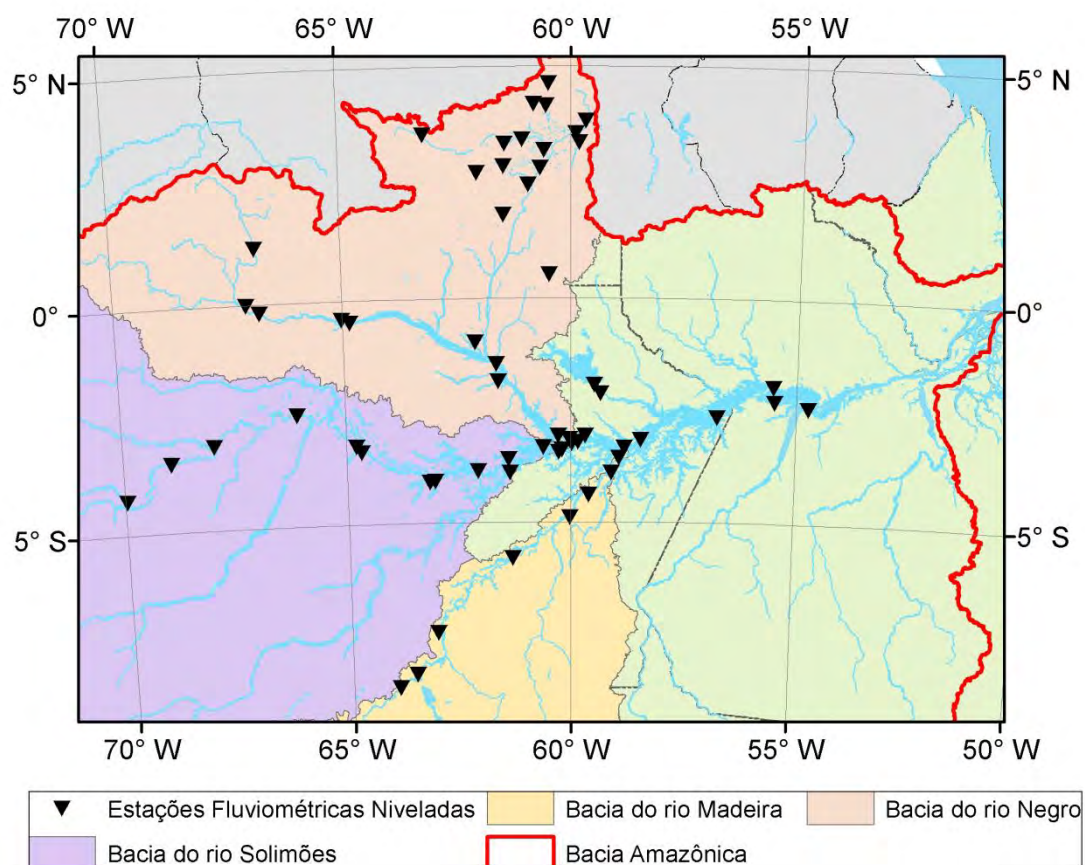 70° W 65° W 60° W 55° W
5° N 5° N
0° 0°
5° S 5° S
70° W 65° W 60° W 55° W 50° W
Estações Fluviométricas Niveladas Bacia do rio Madeira Bacia do rio Negro
Bacia do rio Solimões Bacia Amazônica